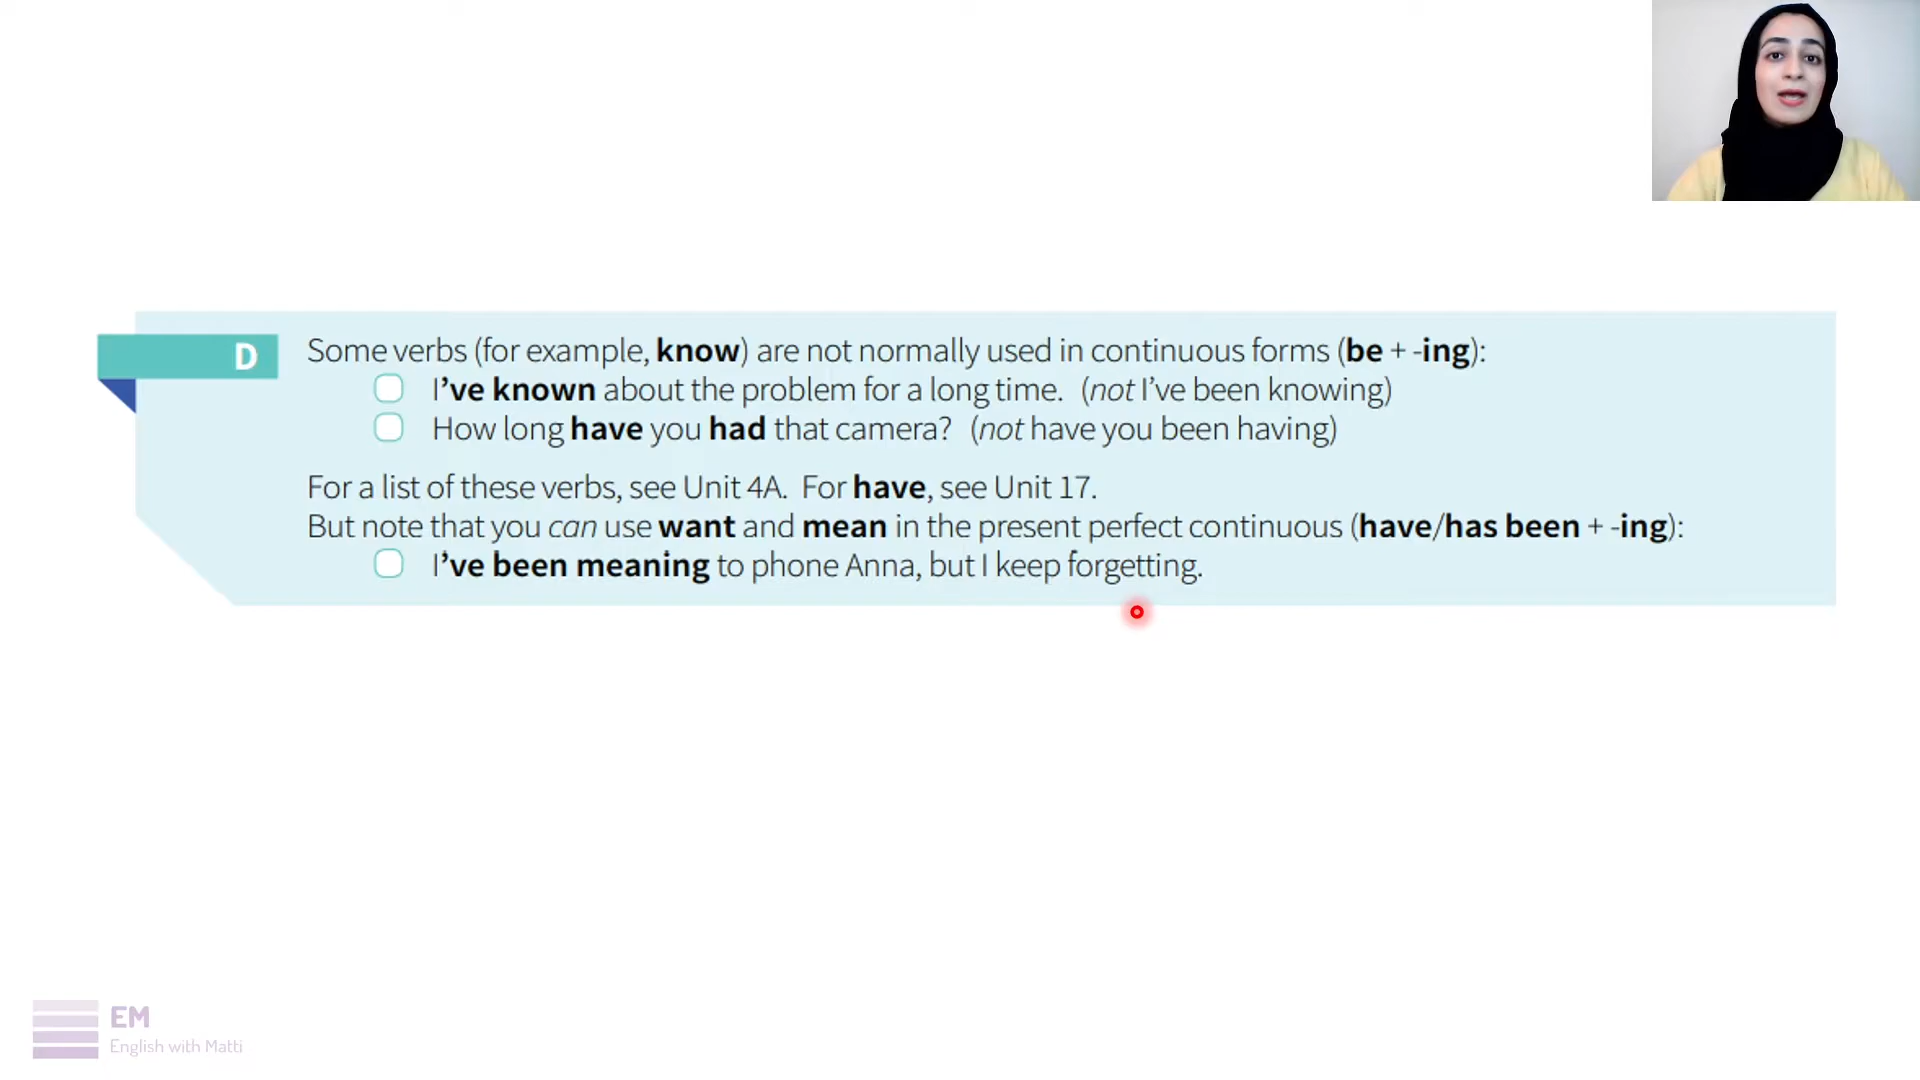 D
Some verbs (for example, know) are not normally used in continuous forms (be + -ing):
I've known about the problem for a long time. (not I've been knowing)
How long have you had that camera? (not have you been having)
For a list of these verbs, see Unit 4A. For have, see Unit 17.
But note that you can use want and mean in the present perfect continuous (have/has been + -ing):
I've been meaning to phone Anna, but I keep forgetting.
EM
English with Matti